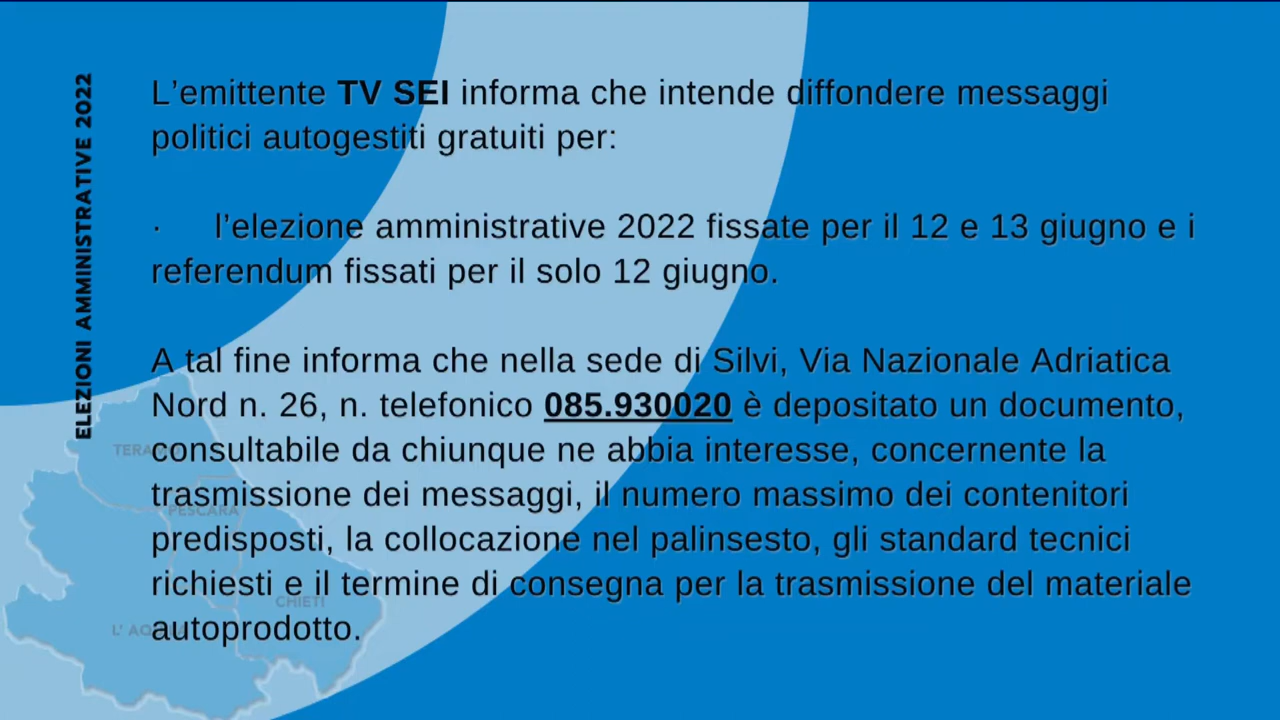 ELEZIONI AMMINISTRATIVE 2022
L’emittente TV SEI informa che intende diffondere messaggi
politici autogestiti gratuiti per:
· l’elezione amministrative 2022 fissate per il 12 e 13 giugno e i
referendum fissati per il solo 12 giugno.
A tal fine informa che nella sede di Silvi, Via Nazionale Adriatica
Nord n. 26, n. telefonico 085.930020 è depositato un documento,
consultabile da chiunque ne abbia interesse, concernente la
trasmissione dei messaggi, il numero massimo dei contenitori
predisposti, la collocazione nel palinsesto, gli standard tecnici
richiesti e il termine di consegna per la trasmissione del materiale
autoprodotto.
TERAMO
PESCARA
CHIETI
L' AQUILA